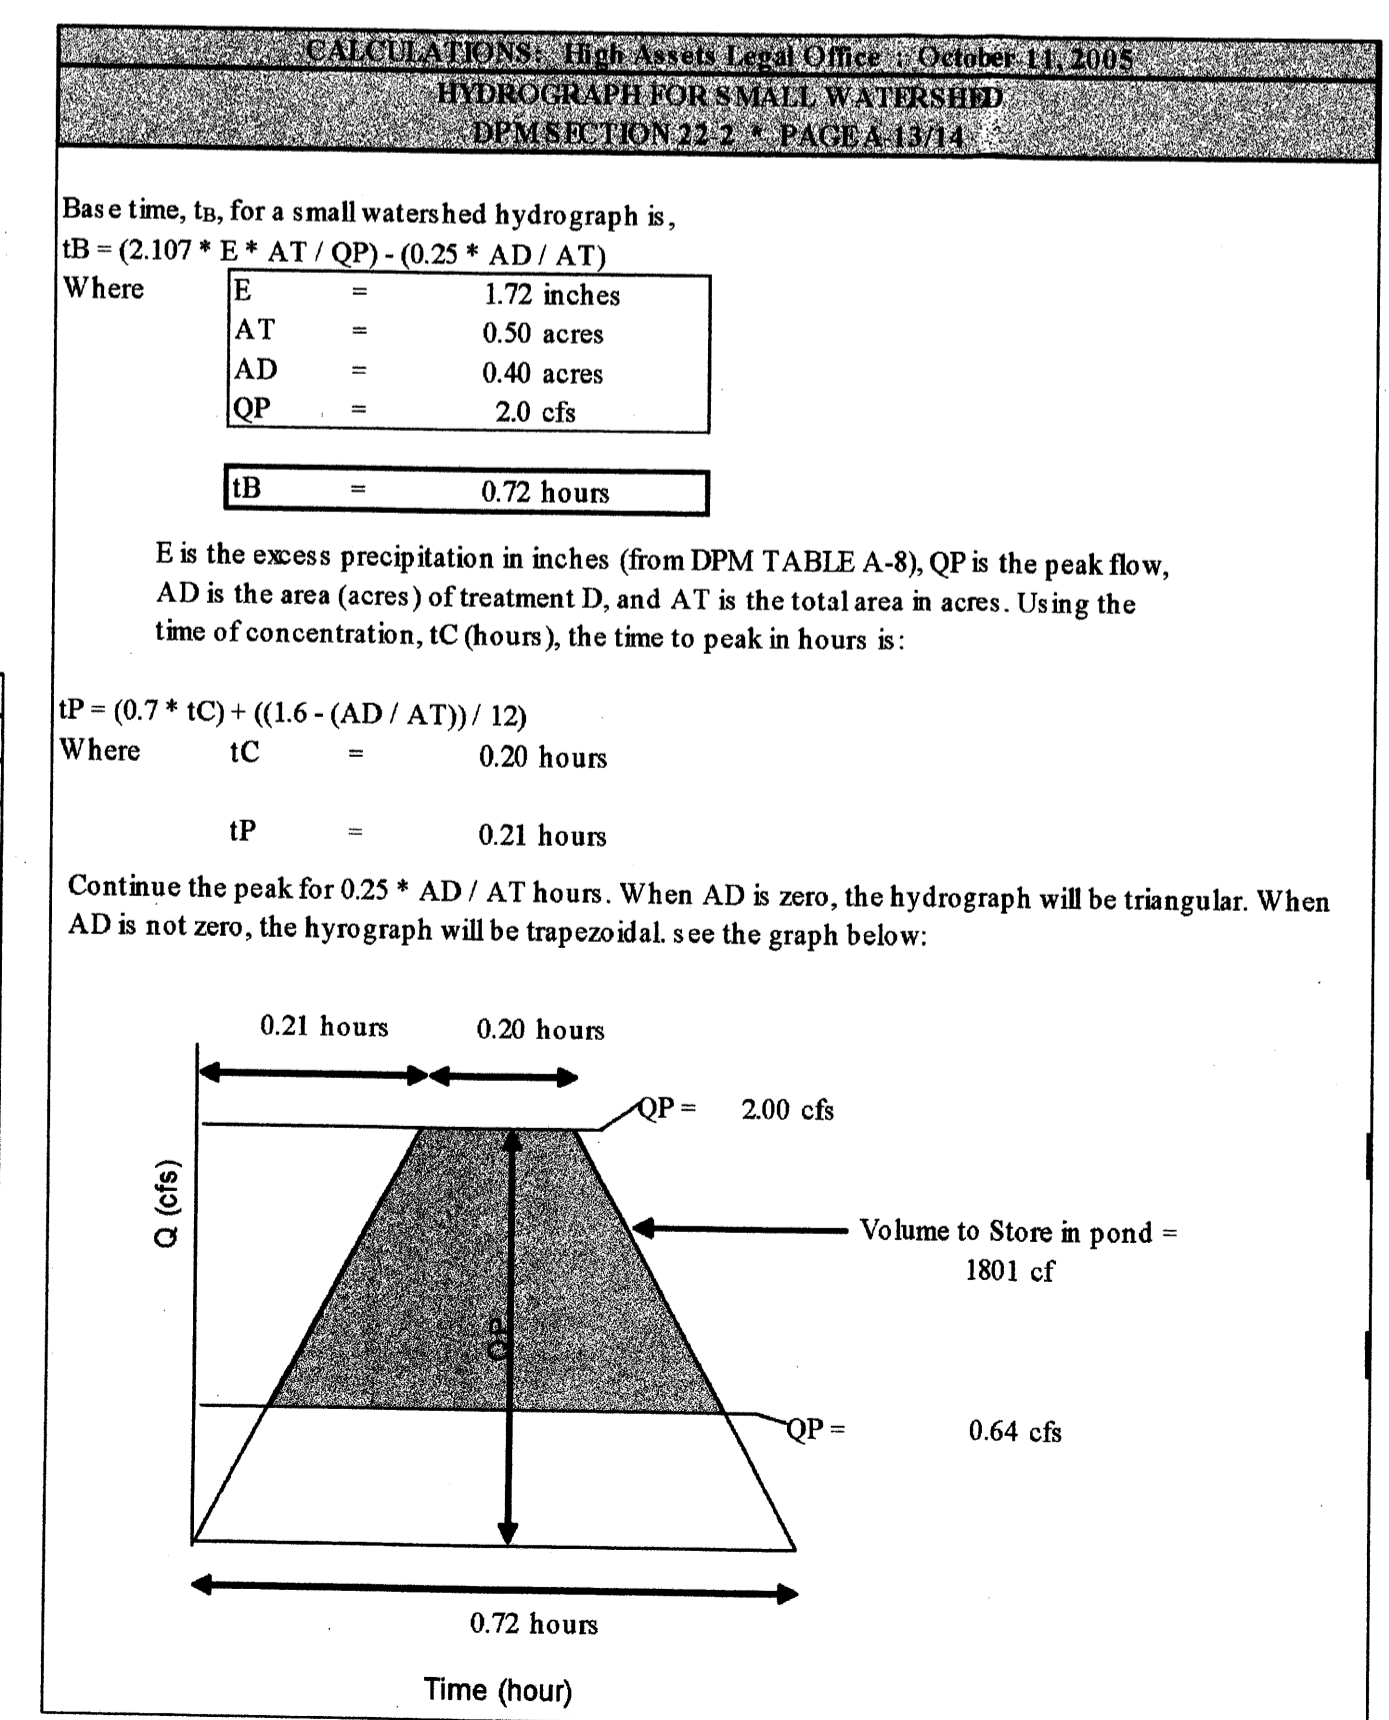 CALCULATIONS: High Assets Legal Office : October 11, 2005
HYDROGRAPH FOR SMALL WATERSHED
DPM SECTION 22-2 * PAGE A-13/14
Base time, tB, for a small watershed hydrograph is,
tB = (2.107 * E * AT / QP) - (0.25 * AD / AT)
Where E = 1.72 inches
AT = 0.50 acres
AD = 0.40 acres
QP = 2.0 cfs
tB = 0.72 hours
E is the excess precipitation in inches (from DPM TABLE A-8), QP is the peak flow,
AD is the area (acres) of treatment D, and AT is the total area in acres. Using the
time of concentration, tC (hours), the time to peak in hours is:
tP = (0.7 * tC) + ((1.6 - (AD / AT)) / 12)
Where tC = 0.20 hours
tP = 0.21 hours
Continue the peak for 0.25 * AD / AT hours. When AD is zero, the hydrograph will be triangular. When
AD is not zero, the hyrograph will be trapezoidal. see the graph below:
0.21 hours 0.20 hours
QP = 2.00 cfs
Q (cfs)
Volume to Store in pond =
1801 cf
QP
QP = 0.64 cfs
0.72 hours
Time (hour)